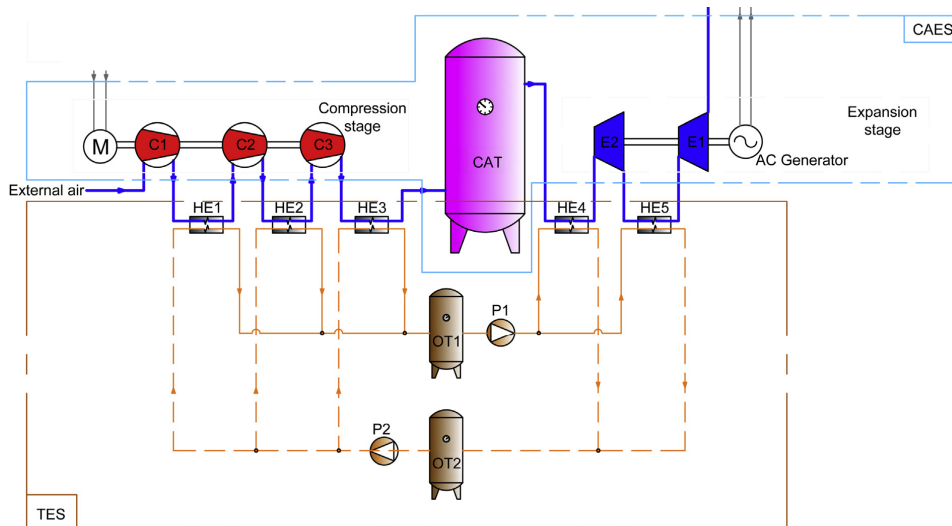 CAES
Compression
stage
Expansion
stage
M
C1
C2
C3
CAT
E2
E1
AC Generator
External air
HE1
HE2
HE3
HE4
HE5
OT1
P1
P2
OT2
TES